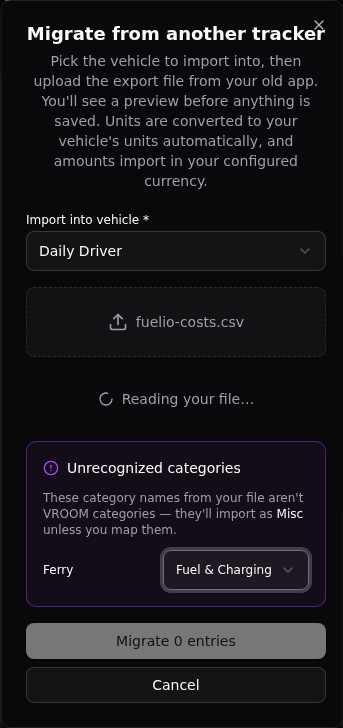 Migrate from another tracker
Pick the vehicle to import into, then
upload the export file from your old app.
You'll see a preview before anything is
saved. Units are converted to your
vehicle's units automatically, and
amounts import in your configured
currency.
Import into vehicle *
Daily Driver
fuelio-costs.csv
Reading your file…
Unrecognized categories
These category names from your file aren't
VROOM categories — they'll import as Misc
unless you map them.
Ferry
Fuel & Charging
Migrate 0 entries
Cancel